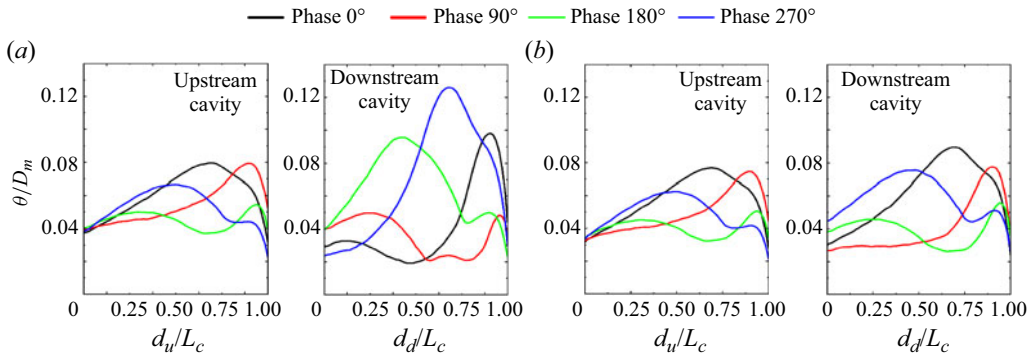 Phase 0° Phase 90° Phase 180° Phase 270°
(a) (b)
Upstream cavity
Downstream cavity
Upstream cavity
Downstream cavity
θ/D_m
0.12
0.08
0.04
0.12
0.08
0.04
0.12
0.08
0.04
0.12
0.08
0.04
0 0.25 0.50 0.75 1.00
0 0.25 0.50 0.75 1.00
0 0.25 0.50 0.75 1.00
0 0.25 0.50 0.75 1.00
d_u/L_c
d_d/L_c
d_u/L_c
d_d/L_c